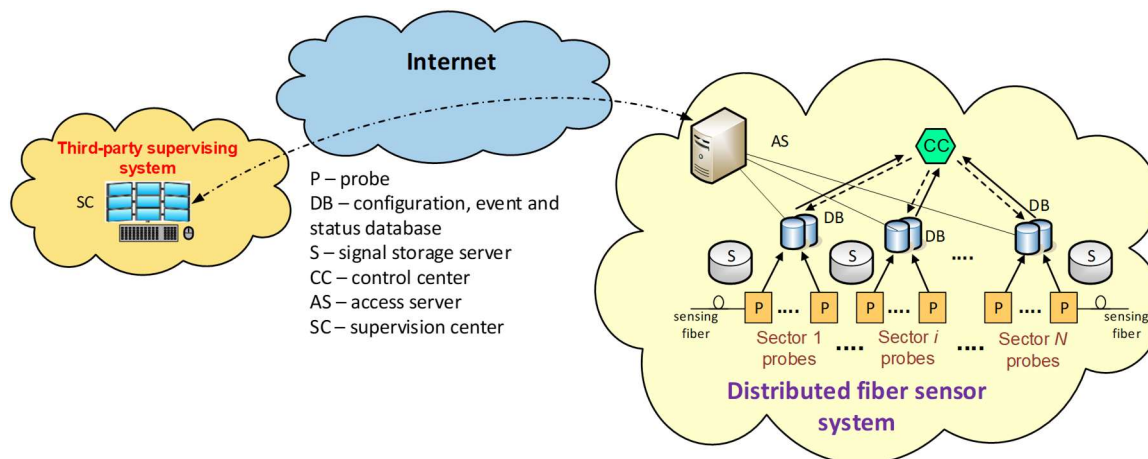 Internet
Third-party supervising
system
SC
P – probe
DB – configuration, event and
status database
S – signal storage server
CC – control center
AS – access server
SC – supervision center
AS
CC
DB
DB
DB
S
S
S
....
sensing
fiber
P .... P
P .... P
P .... P
sensing
fiber
Sector 1
probes
....
Sector i
probes
....
Sector N
probes
Distributed fiber sensor
system